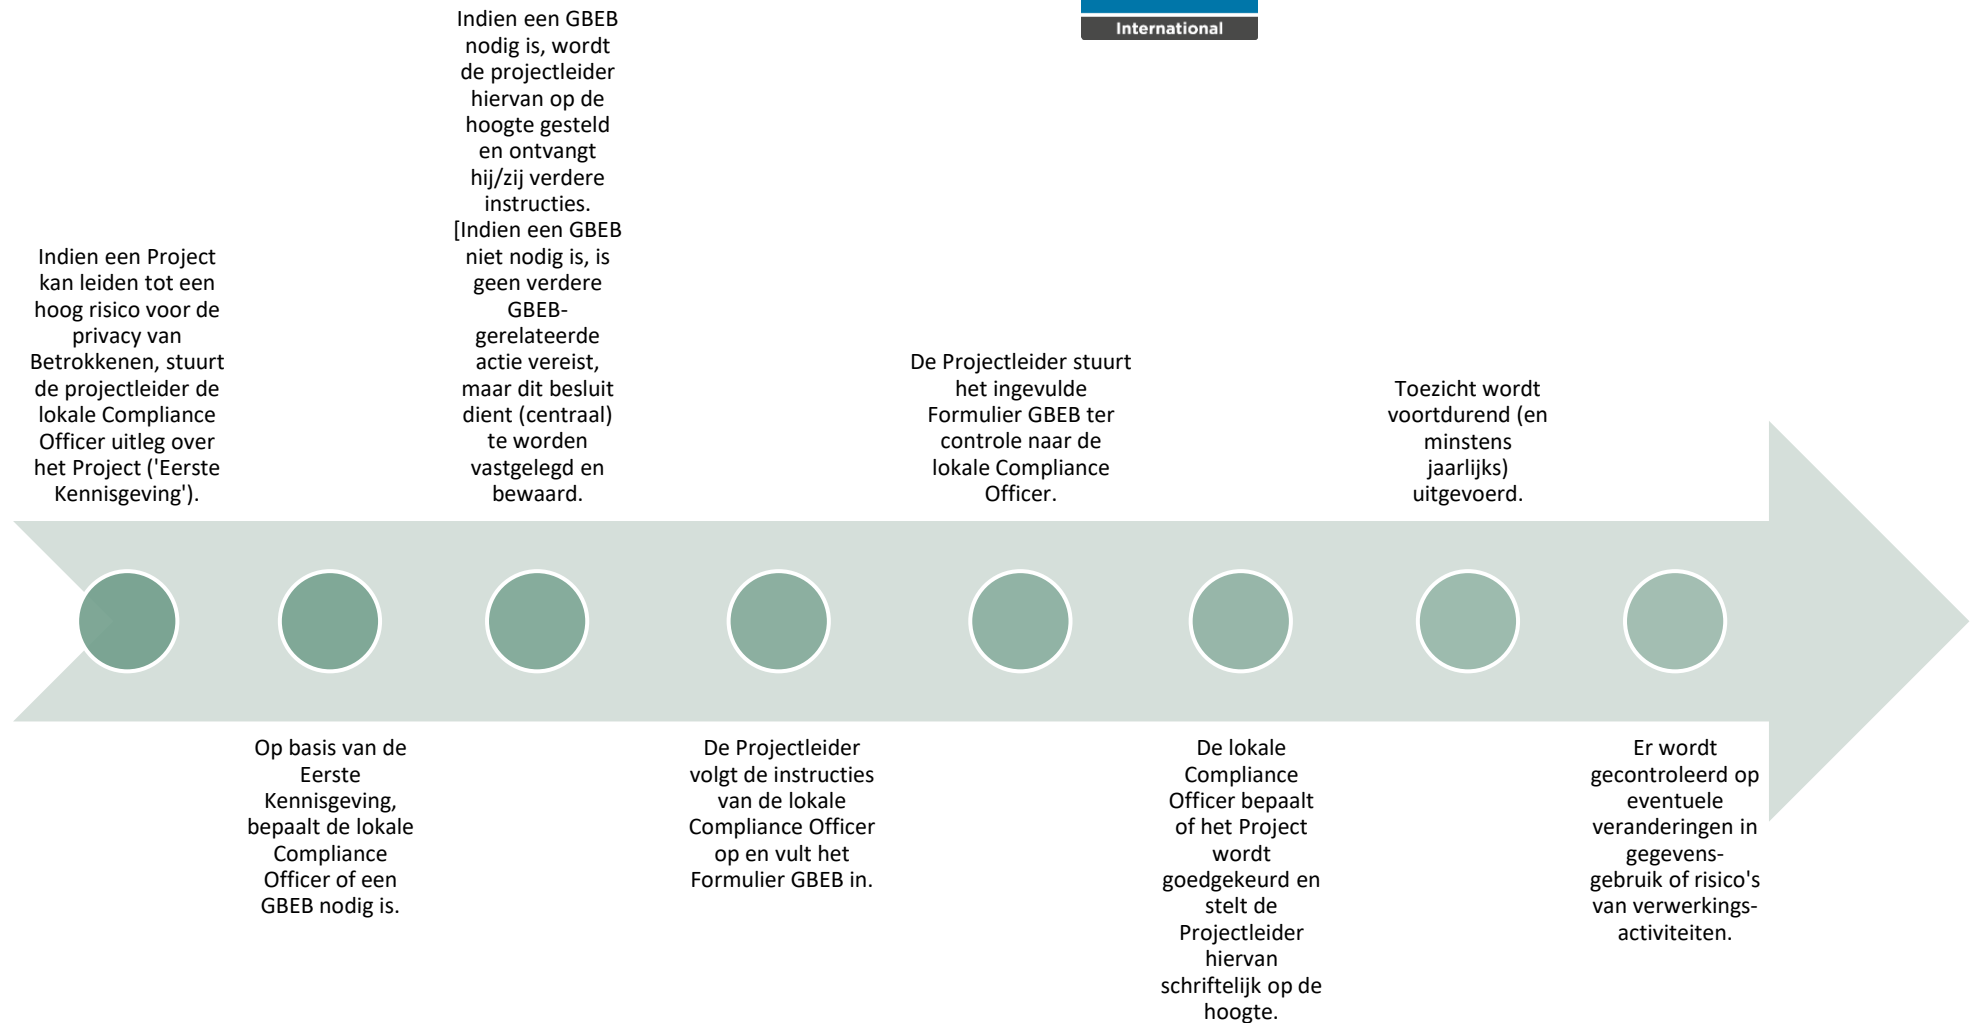 International
Indien een Project
kan leiden tot een
hoog risico voor de
privacy van
Betrokkenen, stuurt
de projectleider de
lokale Compliance
Officer uitleg over
het Project ('Eerste
Kennisgeving').
Op basis van de
Eerste
Kennisgeving,
bepaalt de lokale
Compliance
Officer of een
GBEB nodig is.
Indien een GBEB
nodig is, wordt
de projectleider
hiervan op de
hoogte gesteld
en ontvangt
hij/zij verdere
instructies.
[Indien een GBEB
niet nodig is, is
geen verdere
GBEB-
gerelateerde
actie vereist,
maar dit besluit
dient (centraal)
te worden
vastgelegd en
bewaard.
De Projectleider
volgt de instructies
van de lokale
Compliance Officer
op en vult het
Formulier GBEB in.
De Projectleider stuurt
het ingevulde
Formulier GBEB ter
controle naar de
lokale Compliance
Officer.
De lokale
Compliance
Officer bepaalt
of het Project
wordt
goedgekeurd en
stelt de
Projectleider
hiervan
schriftelijk op de
hoogte.
Toezicht wordt
voortdurend (en
minstens
jaarlijks)
uitgevoerd.
Er wordt
gecontroleerd op
eventuele
veranderingen in
gegevens-
gebruik of risico's
van verwerkings-
activiteiten.